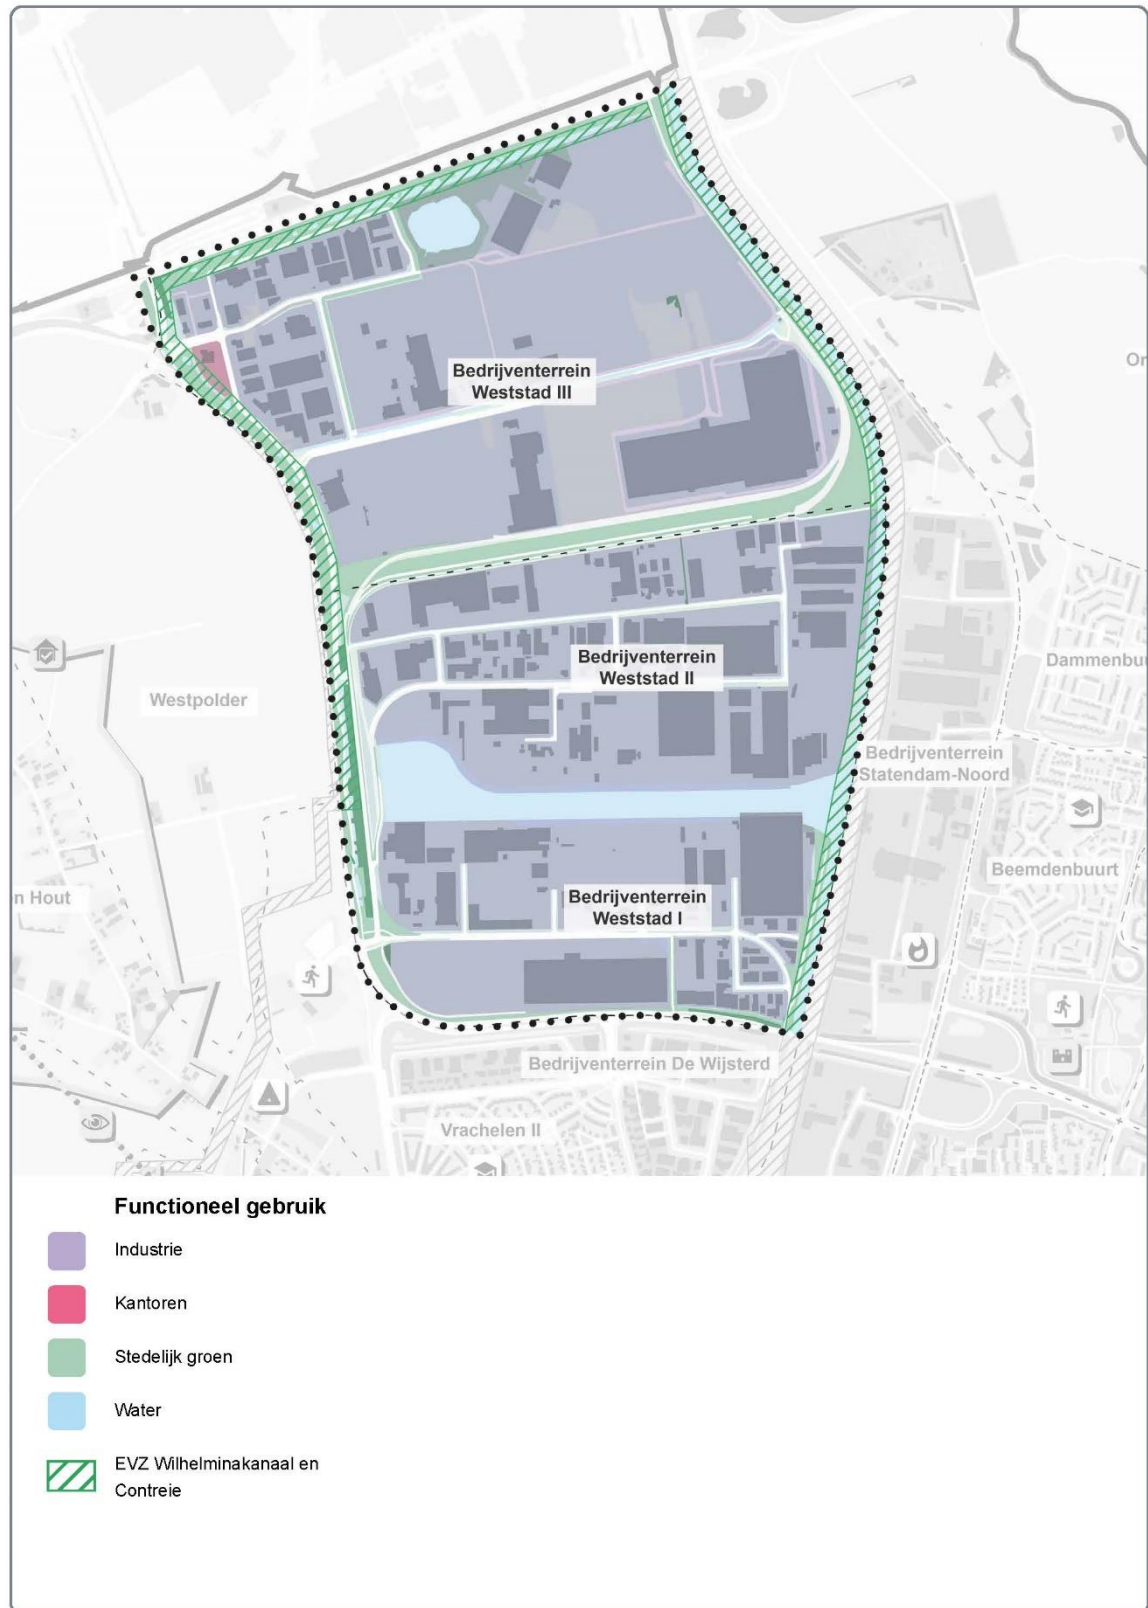 Bedrijventerrein
Weststad III
Or
Bedrijventerrein
Weststad II
Dammenbu
Westpolder
Bedrijventerrein
Statendam-Noord
Beemdenbuurt
n Hout
Bedrijventerrein
Weststad I
Bedrijventerrein De Wijsterd
Vrachelen II
Functioneel gebruik
Industrie
Kantoren
Stedelijk groen
Water
EVZ Wilhelminakanaal en
Contreie